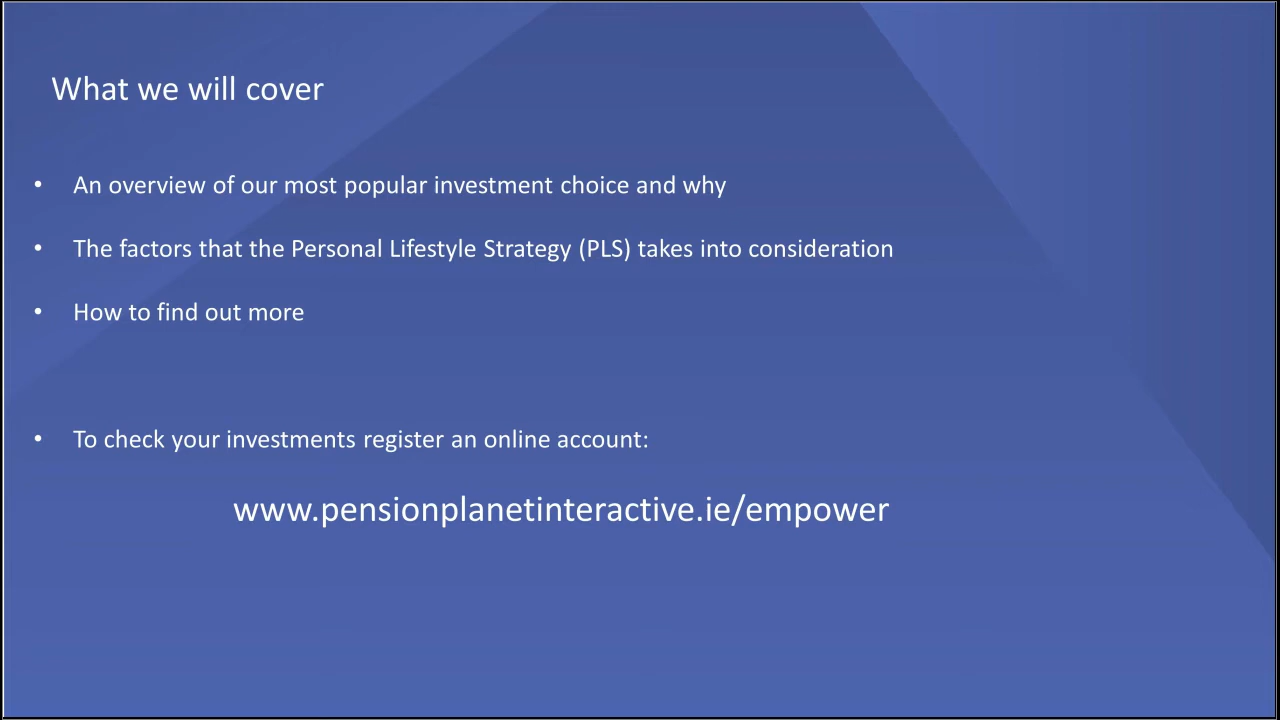 What we will cover
• An overview of our most popular investment choice and why
• The factors that the Personal Lifestyle Strategy (PLS) takes into consideration
• How to find out more
• To check your investments register an online account:
www.pensionplanetinteractive.ie/empower